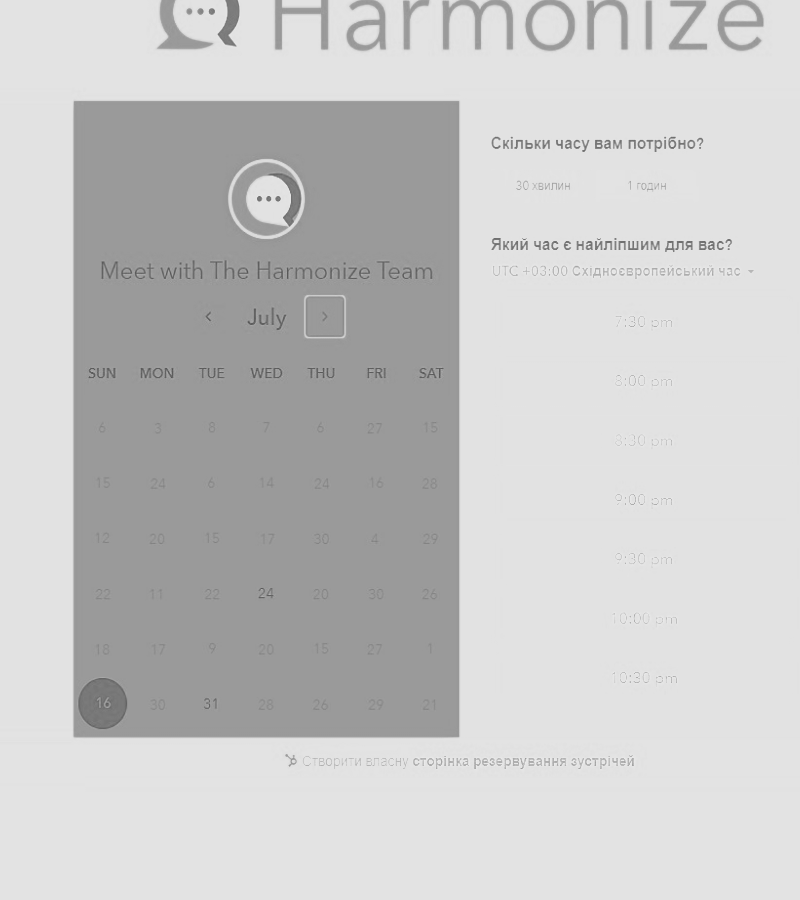 Harmonize
Meet with The Harmonize Team
July
SUN MON TUE WED THU FRI SAT
6 3 8 7 6 27 15
15 24 6 14 24 16 28
12 20 15 17 30 4 29
22 11 22 24 20 30 26
18 17 9 20 15 27 1
16 30 31 28 26 29 21
Скільки часу вам потрібно?
30 хвилин 1 годин
Який час є найліпшим для вас?
UTC +03:00 Східноєвропейський час
7:30 pm
8:00 pm
8:30 pm
9:00 pm
9:30 pm
10:00 pm
10:30 pm
Створити власну сторінка резервування зустрічей